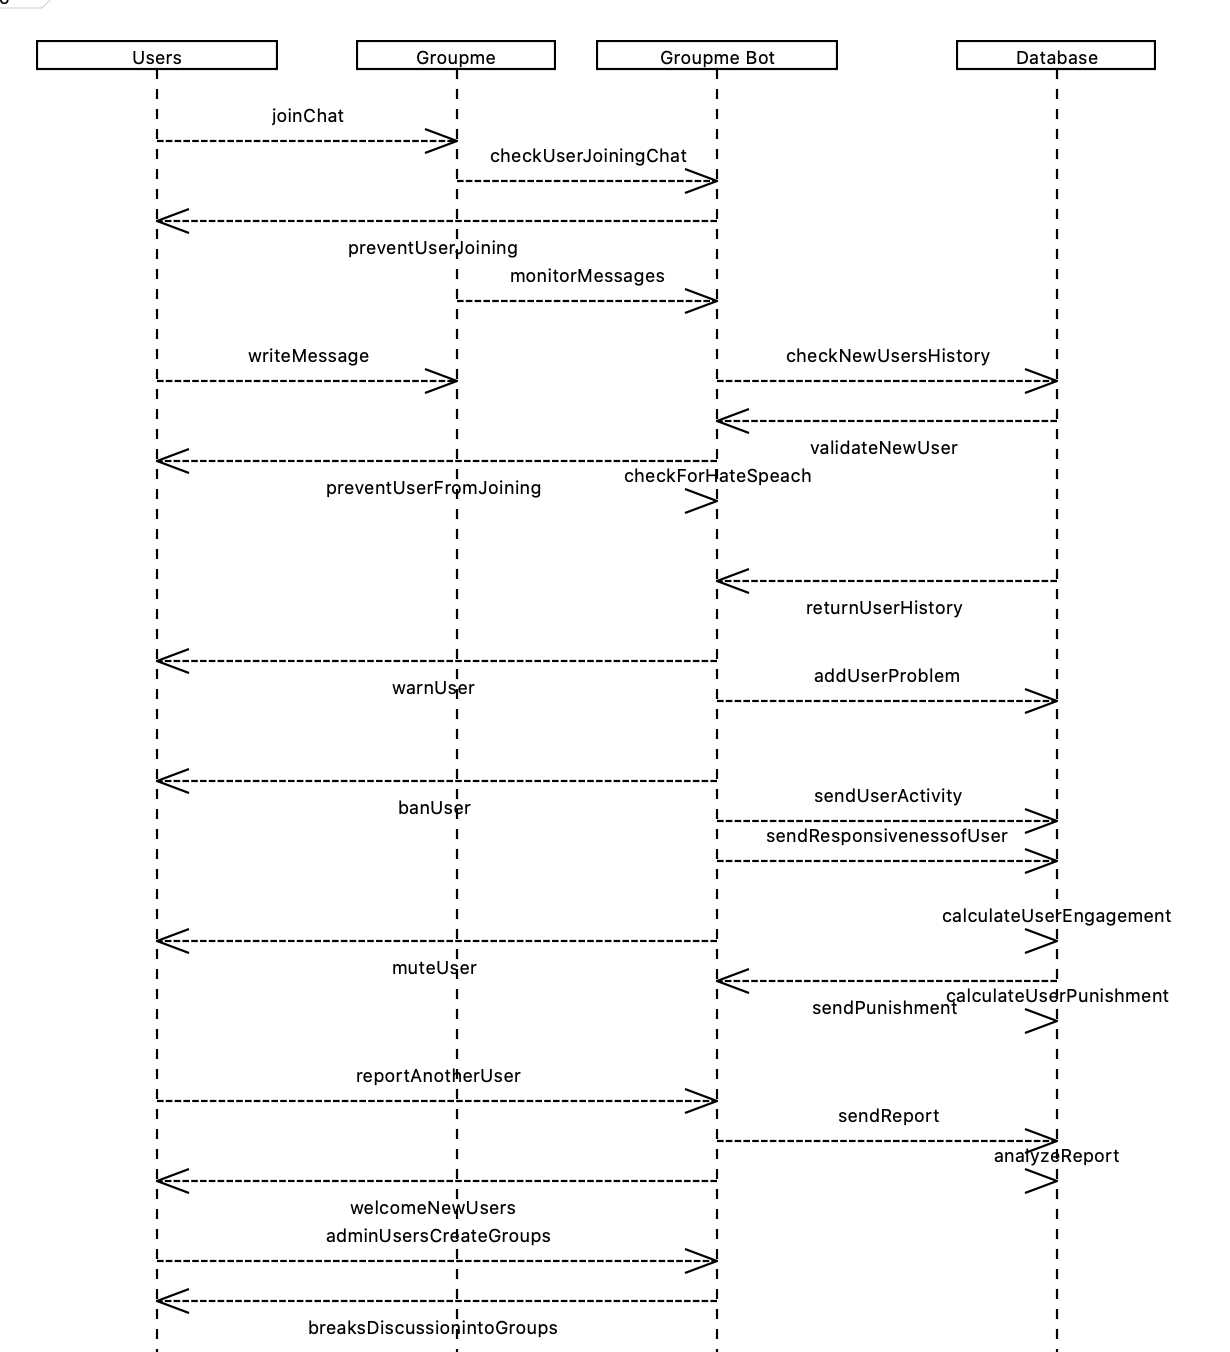 Users
Groupme
Groupme Bot
Database
joinChat
checkUserJoiningChat
preventUserJoining
monitorMessages
writeMessage
checkNewUsersHistory
validateNewUser
checkForHateSpeach
preventUserFromJoining
returnUserHistory
addUserProblem
warnUser
sendUserActivity
banUser
sendResponsivenessofUser
calculateUserEngagement
muteUser
calculateUserPunishment
sendPunishment
reportAnotherUser
sendReport
analyzeReport
welcomeNewUsers
adminUsersCreateGroups
breaksDiscussionintoGroups